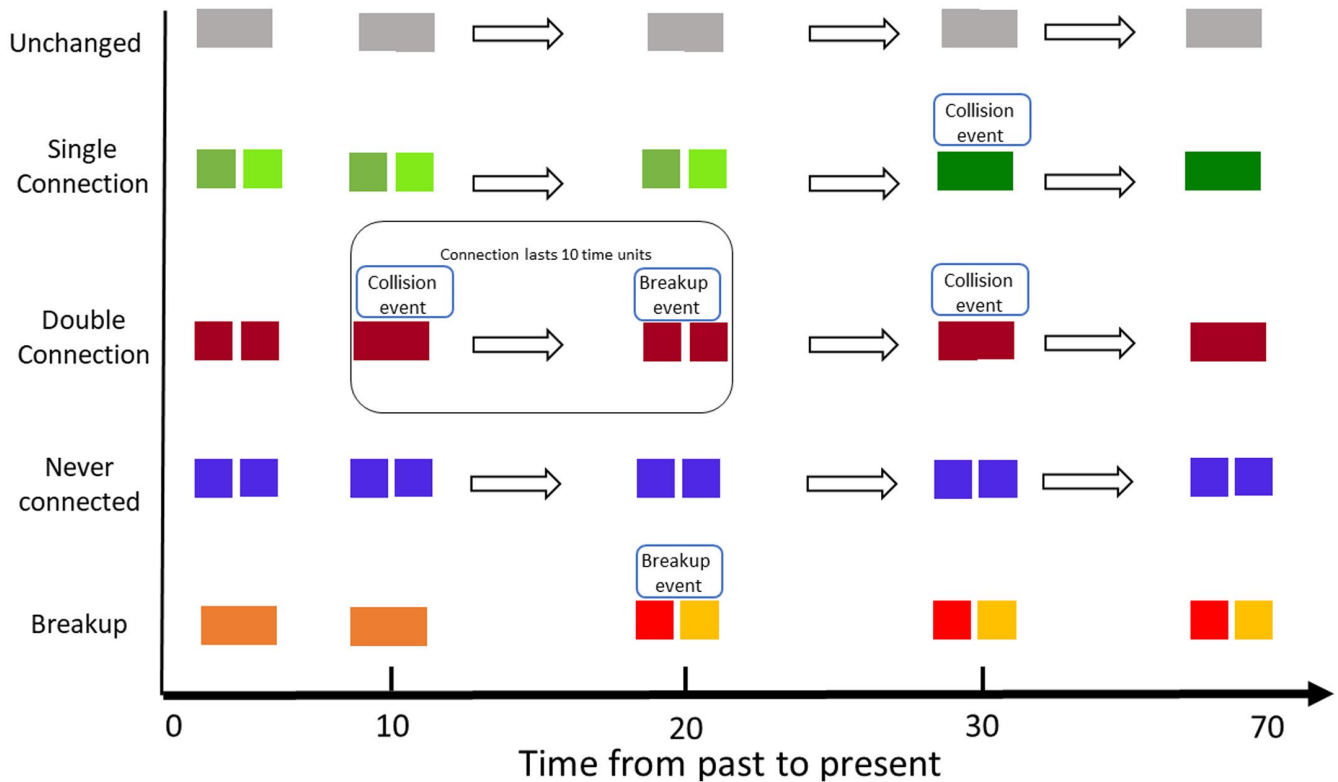 Unchanged
Collision
event
Single
Connection
Connection lasts 10 time units
Collision
event
Breakup
event
Collision
event
Double
Connection
Never
connected
Breakup
event
Breakup
0
10
20
30
70
Time from past to present